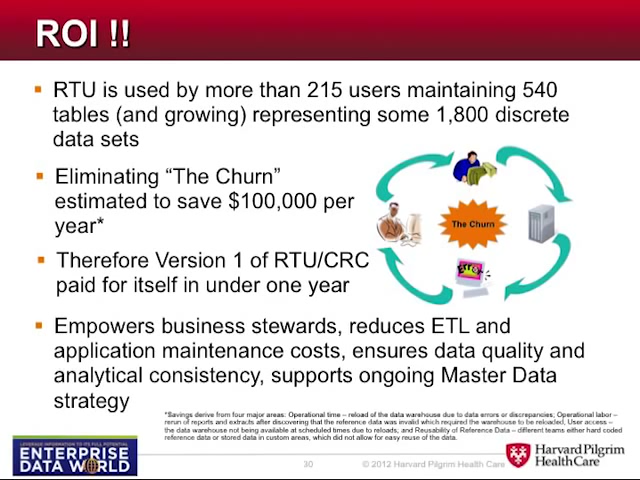 ROI !!
▪ RTU is used by more than 215 users maintaining 540
tables (and growing) representing some 1,800 discrete
data sets
▪ Eliminating “The Churn”
estimated to save $100,000 per
year*
The Churn
Error
▪ Therefore Version 1 of RTU/CRC
paid for itself in under one year
▪ Empowers business stewards, reduces ETL and
application maintenance costs, ensures data quality and
analytical consistency, supports ongoing Master Data
strategy
*Savings derive from four major areas: Operational time – reload of the data warehouse due to data errors or discrepancies; Operational labor –
rerun of reports and extracts after discovering that the reference data was invalid which required the warehouse to be reloaded, User access –
the data warehouse not being available at scheduled times due to reloads, and Reusability of Reference Data – different teams either hard coded
reference data or stored data in custom areas, which did not allow for easy reuse of the data.
LEVERAGE INFORMATION TO ITS FULL POTENTIAL
ENTERPRISE
DATA WORLD
30
© 2012 Harvard Pilgrim Health Care
Harvard Pilgrim
HealthCare